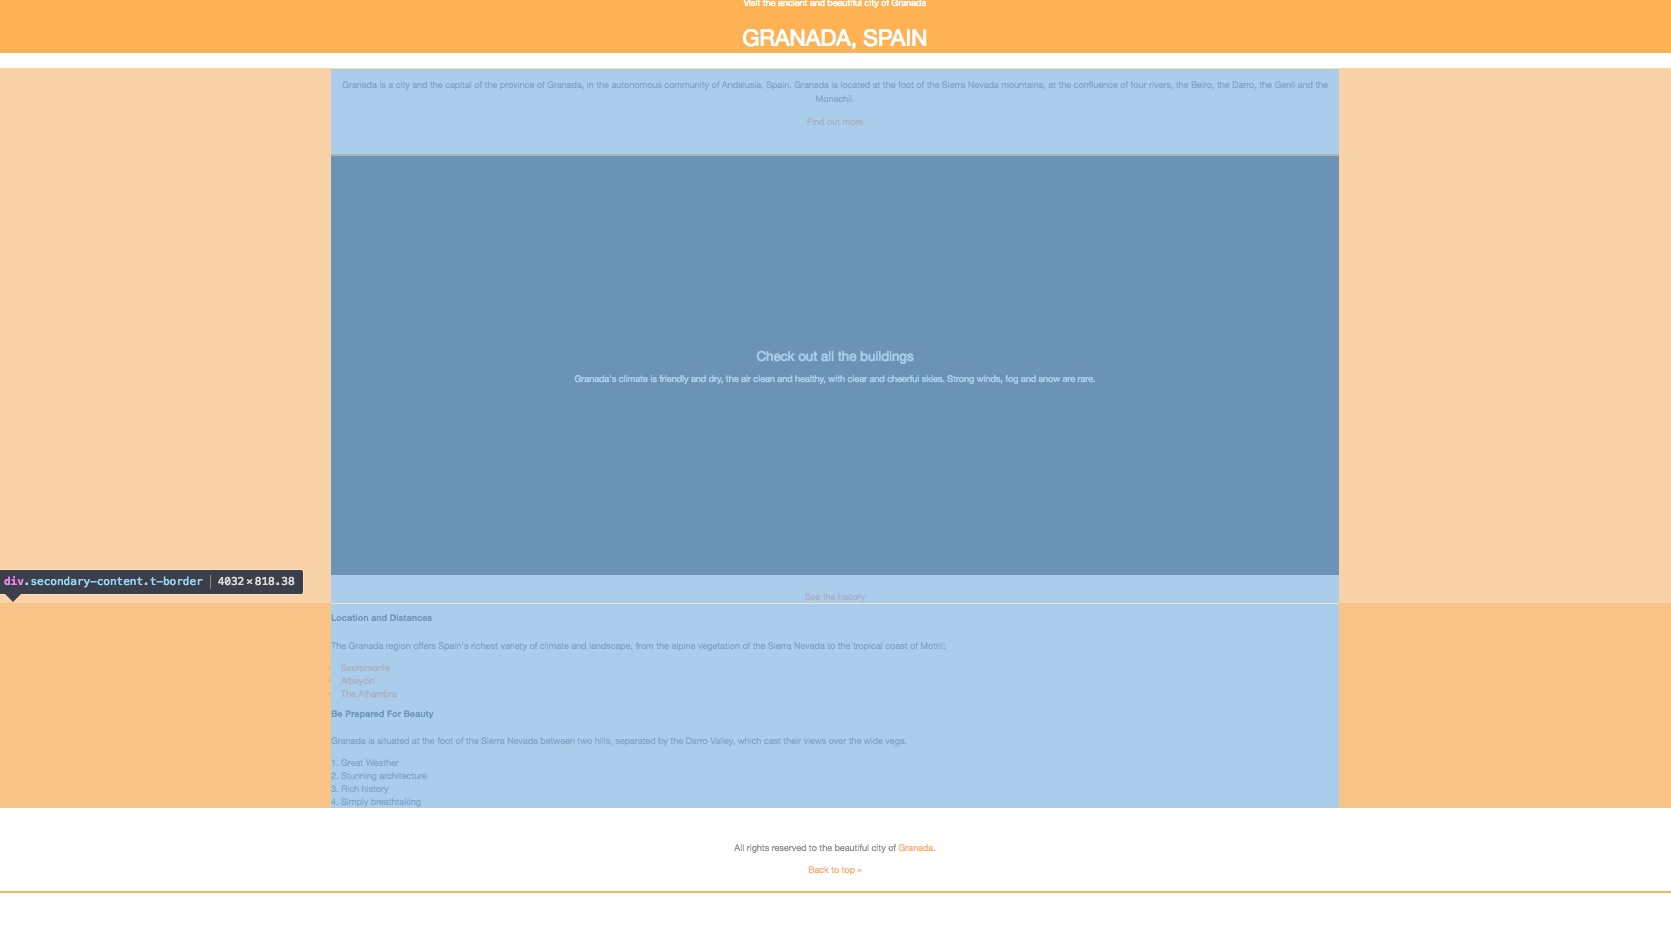 Visit the ancient and beautiful city of Granada
GRANADA, SPAIN
Granada is a city and the capital of the province of Granada, in the autonomous community of Andalusia, Spain. Granada is located at the foot of the Sierra Nevada mountains, at the confluence of four rivers, the Beiro, the Darro, the Genil and the
Monachil.
Find out more
Check out all the buildings
Granada's climate is friendly and dry, the air clean and healthy, with clear and cheerful skies. Strong winds, fog and snow are rare.
div.secondary-content.t-border | 4032 × 818.38
See the history
Location and Distances
The Granada region offers Spain's richest variety of climate and landscape, from the alpine vegetation of the Sierra Nevada to the tropical coast of Motril:
Sacromonte
Albaycin
The Alhambra
Be Prepared For Beauty
Granada is situated at the foot of the Sierra Nevada between two hills, separated by the Darro Valley, which cast their views over the wide vega.
1. Great Weather
2. Stunning architecture
3. Rich history
4. Simply breathtaking
All rights reserved to the beautiful city of Granada.
Back to top »